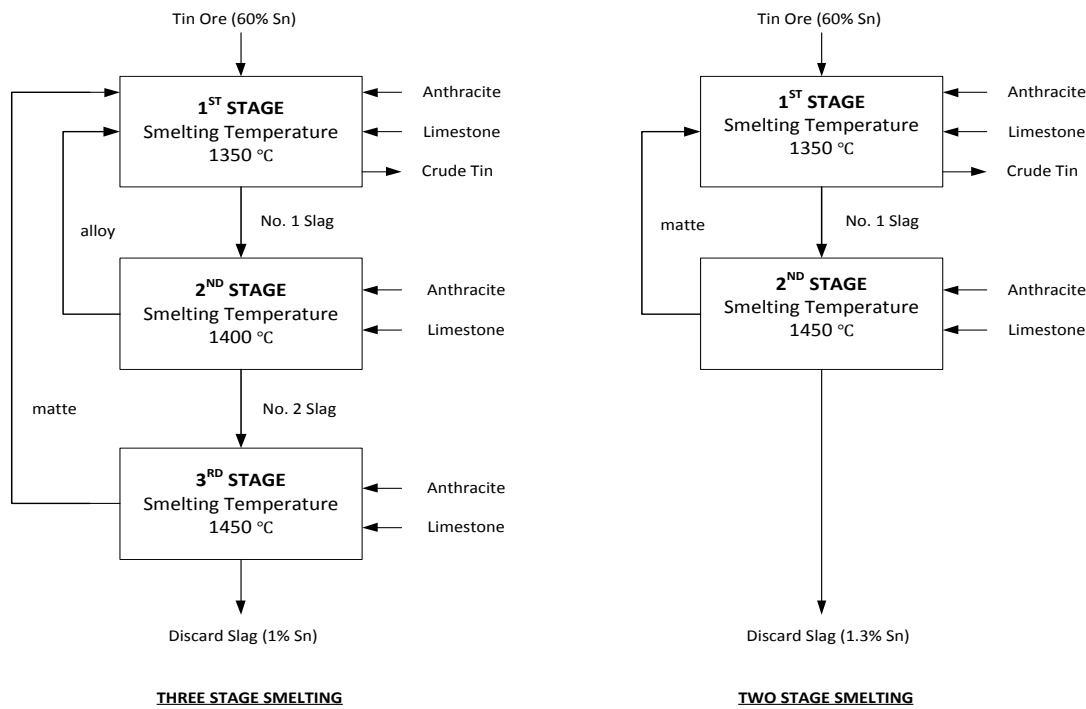 Tin Ore (60% Sn)
1ST STAGE
Smelting Temperature
1350 ℃
Anthracite
Limestone
Crude Tin
alloy
No. 1 Slag
2ND STAGE
Smelting Temperature
1400 ℃
Anthracite
Limestone
matte
No. 2 Slag
3RD STAGE
Smelting Temperature
1450 ℃
Anthracite
Limestone
Discard Slag (1% Sn)
THREE STAGE SMELTING
Tin Ore (60% Sn)
1ST STAGE
Smelting Temperature
1350 ℃
Anthracite
Limestone
Crude Tin
matte
No. 1 Slag
2ND STAGE
Smelting Temperature
1450 ℃
Anthracite
Limestone
Discard Slag (1.3% Sn)
TWO STAGE SMELTING